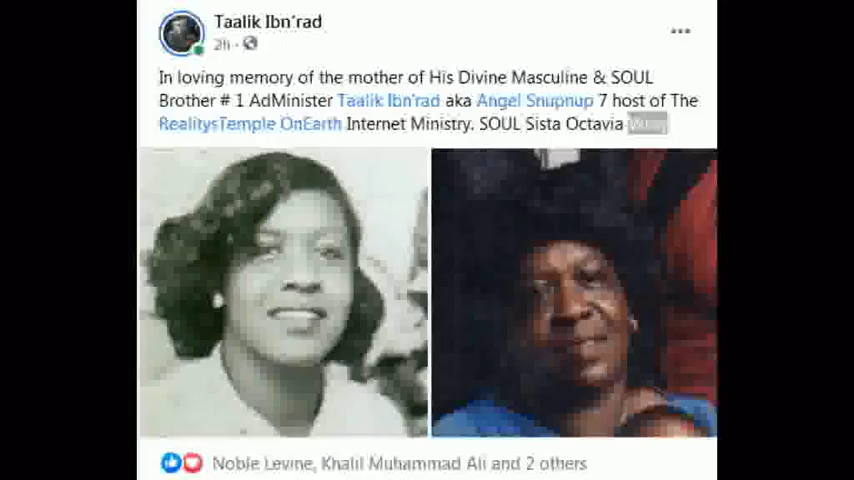 Taalik Ibn'rad
2h ·
In loving memory of the mother of His Divine Masculine & SOUL
Brother # 1 AdMinister Taalik Ibn'rad aka Angel Snupnup 7 host of The
RealitysTemple OnEarth Internet Ministry. SOUL Sista Octavia
Noble Levine, Khalil Muhammad Ali and 2 others